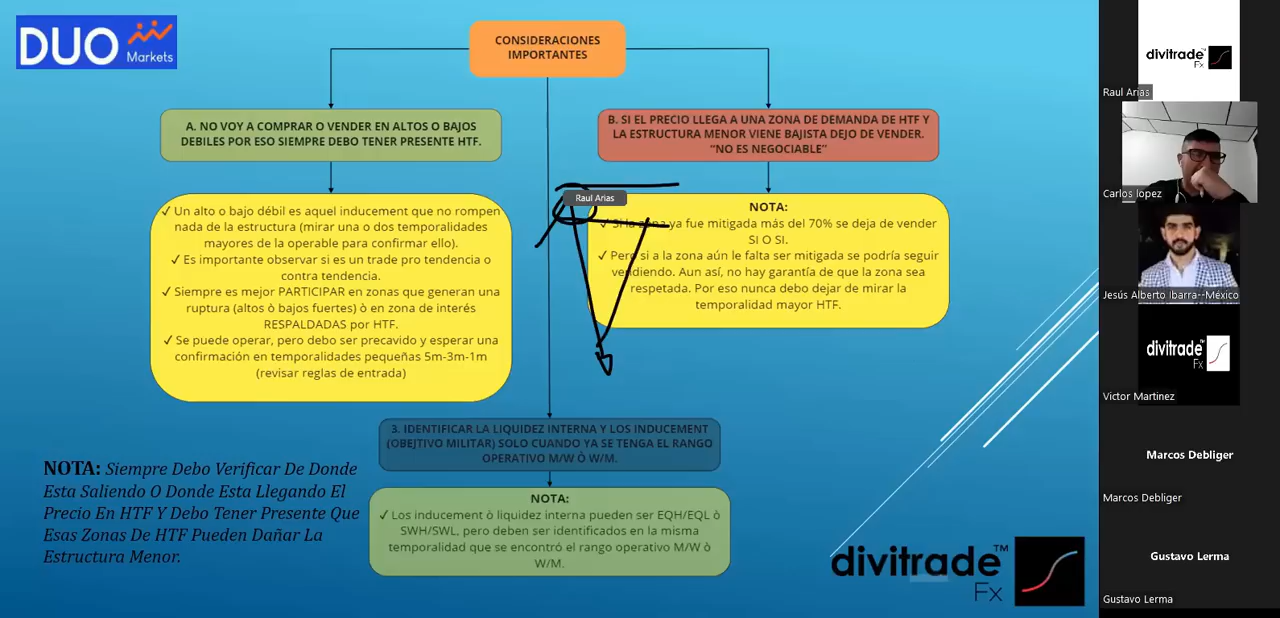 DUO
Markets
CONSIDERACIONES
IMPORTANTES
A. NO VOY A COMPRAR O VENDER EN ALTOS O BAJOS
DEBILES POR ESO SIEMPRE DEBO TENER PRESENTE HTF.
B. SI EL PRECIO LLEGA A UNA ZONA DE DEMANDA DE HTF Y
LA ESTRUCTURA MENOR VIENE BAJISTA DEJO DE VENDER.
"NO ES NEGOCIABLE"
✓ Un alto o bajo débil es aquel inducement que no rompen
nada de la estructura (mirar una o dos temporalidades
mayores de la operable para confirmar ello).
✓ Es importante observar si es un trade pro tendencia o
contra tendencia.
✓ Siempre es mejor PARTICIPAR en zonas que generan una
ruptura (altos ò bajos fuertes) ò en zona de interés
RESPALDADAS por HTF.
✓ Se puede operar, pero debo ser precavido y esperar una
confirmación en temporalidades pequeñas 5m-3m-1m
(revisar reglas de entrada)
Raul Arias
NOTA:
✓ Si la zona ya fue mitigada más del 70% se deja de vender
SI O SI.
✓ Pero si a la zona aún le falta ser mitigada se podría seguir
vendiendo. Aun así, no hay garantía de que la zona sea
respetada. Por eso nunca debo dejar de mirar la
temporalidad mayor HTF.
3. IDENTIFICAR LA LIQUIDEZ INTERNA Y LOS INDUCEMENT
(OBEJTIVO MILITAR) SOLO CUANDO YA SE TENGA EL RANGO
OPERATIVO M/W Ò W/M.
NOTA:
✓ Los inducement ò liquidez interna pueden ser EQH/EQL ò
SWH/SWL, pero deben ser identificados en la misma
temporalidad que se encontró el rango operativo M/W ò
W/M.
NOTA: Siempre Debo Verificar De Donde
Esta Saliendo O Donde Esta Llegando El
Precio En HTF Y Debo Tener Presente Que
Esas Zonas De HTF Pueden Dañar La
Estructura Menor.
divitrade™
Fx
divitrade
Fx
Raul Arias
Carlos lopez
Jesús Alberto Ibarra--México
divitrade
Fx
Victor Martinez
Marcos Debliger
Marcos Debliger
Gustavo Lerma
Gustavo Lerma